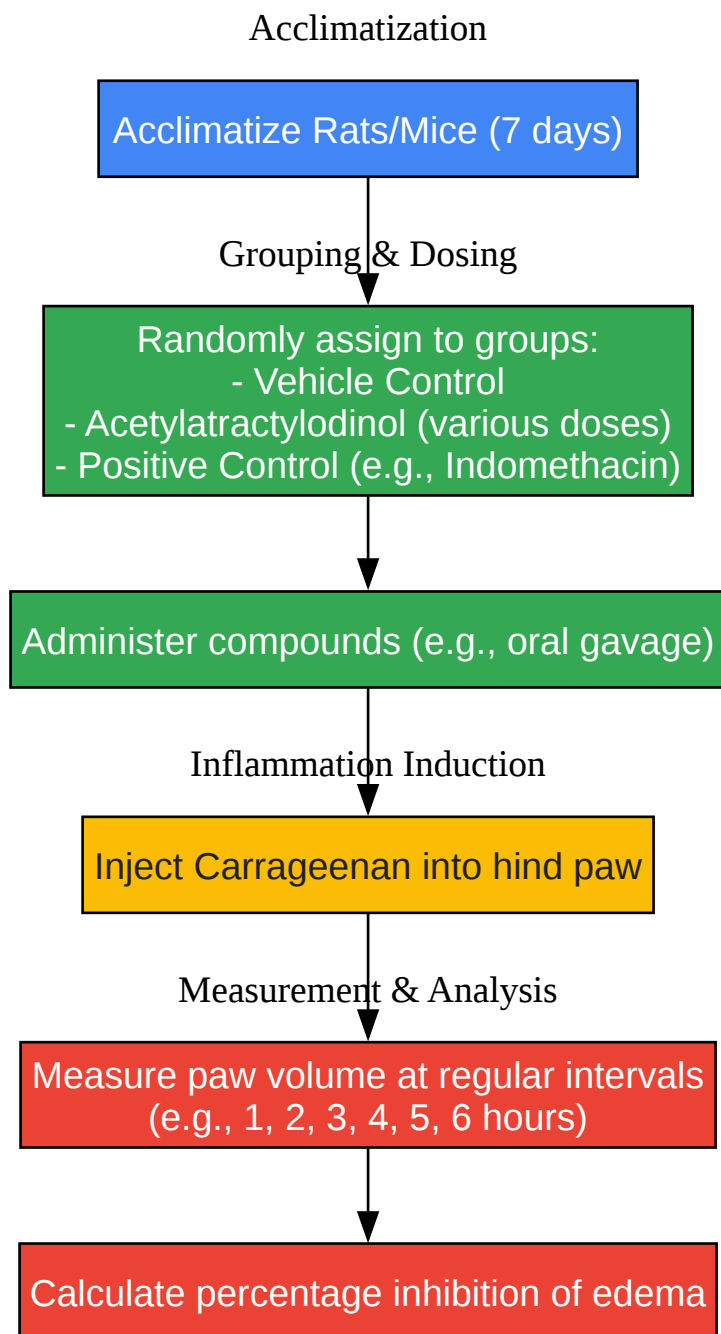 Acclimatization
Acclimatize Rats/Mice (7 days)
Grouping & Dosing
Randomly assign to groups:
- Vehicle Control
- Acetylatractylodinol (various doses)
- Positive Control (e.g., Indomethacin)
Administer compounds (e.g., oral gavage)
Inflammation Induction
Inject Carrageenan into hind paw
Measurement & Analysis
Measure paw volume at regular intervals
(e.g., 1, 2, 3, 4, 5, 6 hours)
Calculate percentage inhibition of edema